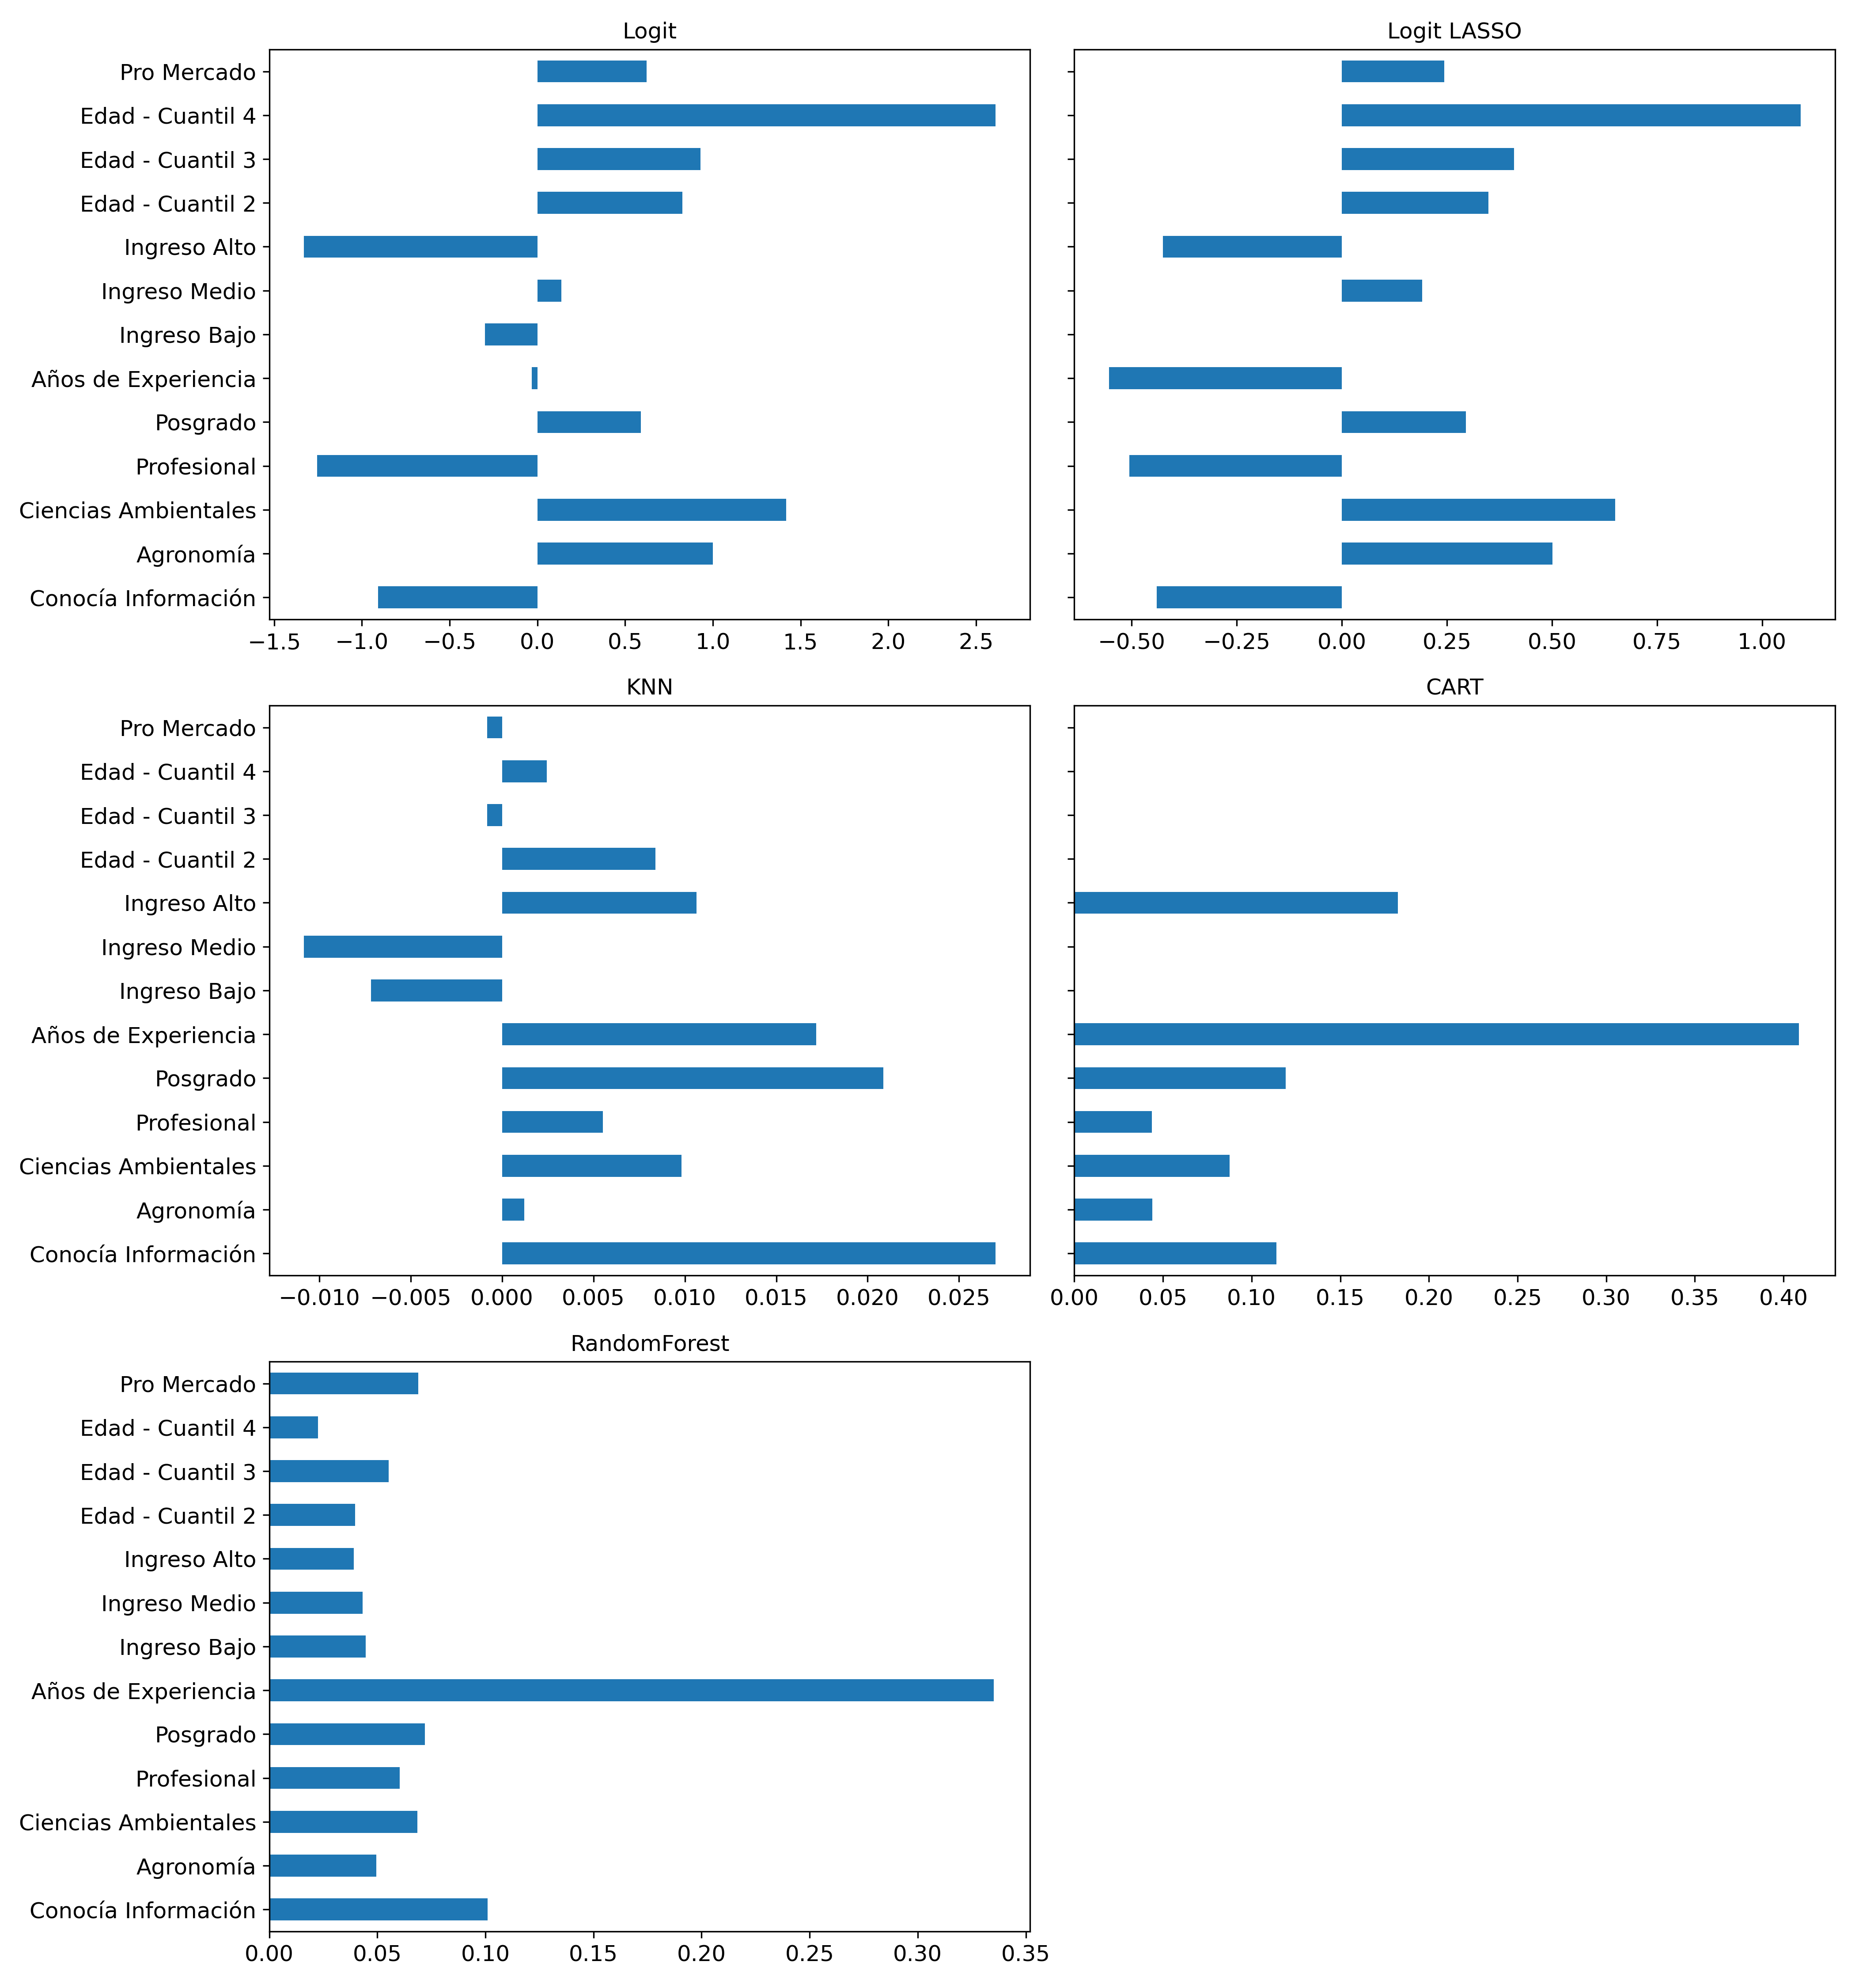 Logit
Pro Mercado
Edad - Cuantil 4
Edad - Cuantil 3
Edad - Cuantil 2
Ingreso Alto
Ingreso Medio
Ingreso Bajo
Años de Experiencia
Posgrado
Profesional
Ciencias Ambientales
Agronomía
Conocía Información
−1.5 −1.0 −0.5 0.0 0.5 1.0 1.5 2.0 2.5
Logit LASSO
−0.50 −0.25 0.00 0.25 0.50 0.75 1.00
KNN
Pro Mercado
Edad - Cuantil 4
Edad - Cuantil 3
Edad - Cuantil 2
Ingreso Alto
Ingreso Medio
Ingreso Bajo
Años de Experiencia
Posgrado
Profesional
Ciencias Ambientales
Agronomía
Conocía Información
−0.010 −0.005 0.000 0.005 0.010 0.015 0.020 0.025
CART
0.00 0.05 0.10 0.15 0.20 0.25 0.30 0.35 0.40
RandomForest
Pro Mercado
Edad - Cuantil 4
Edad - Cuantil 3
Edad - Cuantil 2
Ingreso Alto
Ingreso Medio
Ingreso Bajo
Años de Experiencia
Posgrado
Profesional
Ciencias Ambientales
Agronomía
Conocía Información
0.00 0.05 0.10 0.15 0.20 0.25 0.30 0.35